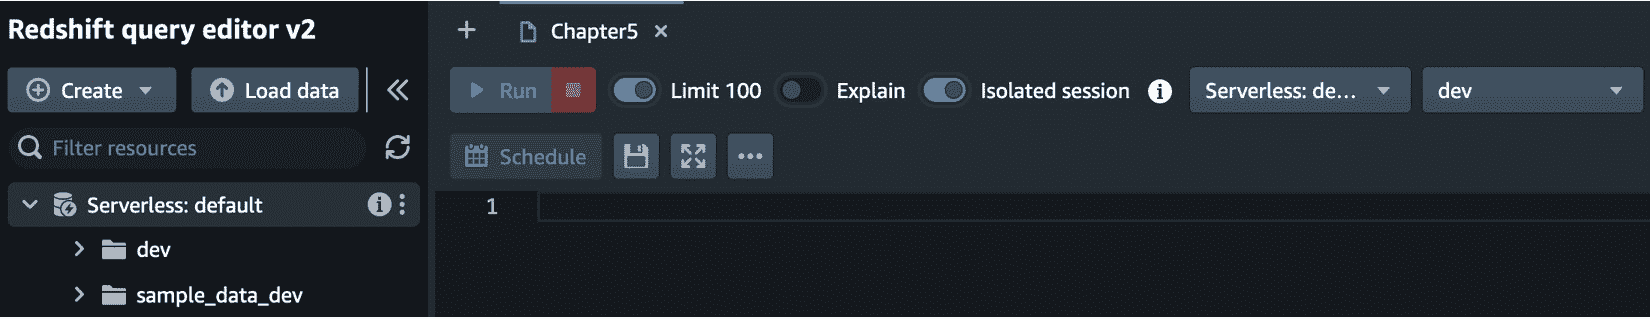 Redshift query editor v2
Create
Load data
Filter resources
Serverless: default
dev
sample_data_dev
Chapter5
Run
Limit 100
Explain
Isolated session
Serverless: de...
dev
Schedule
1